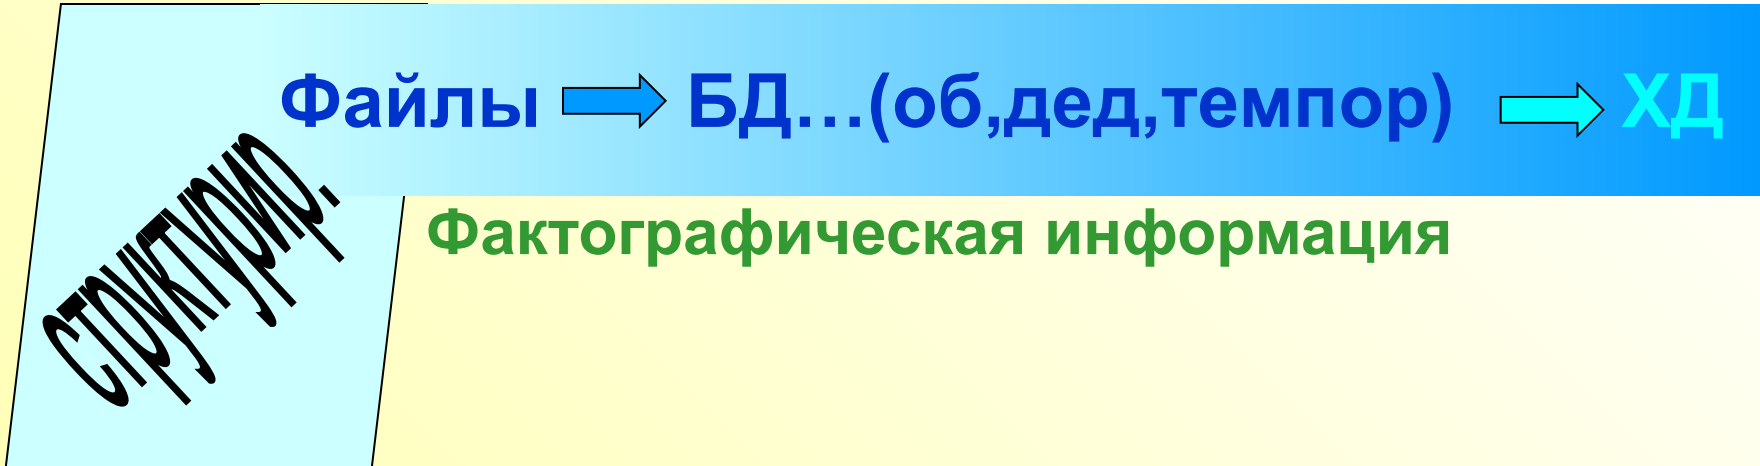 Файлы БД...(об,дед,темпор) ХД
структурир.
Фактографическая информация